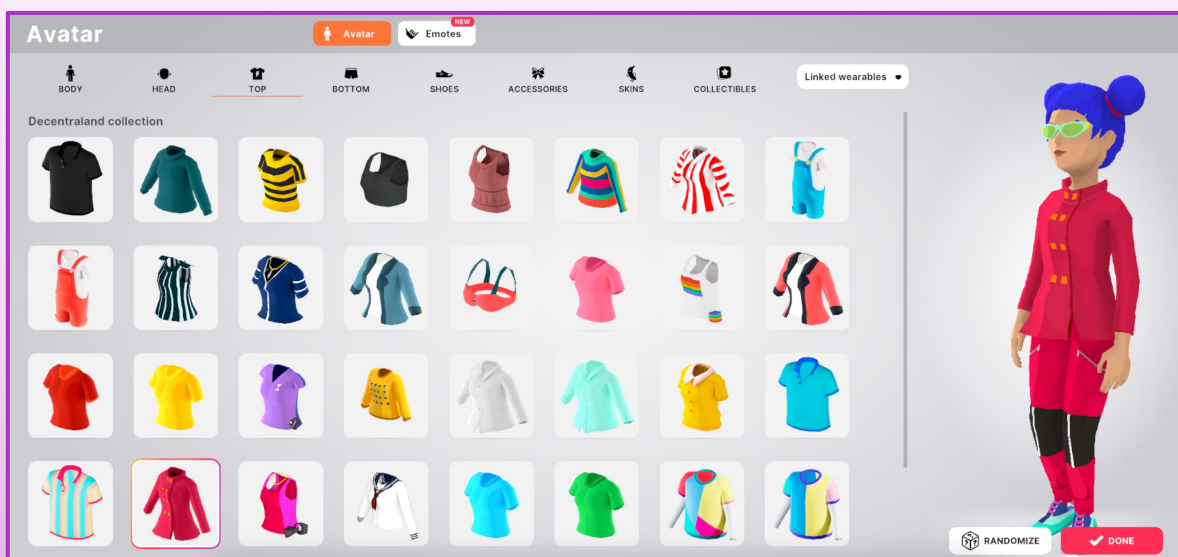 Avatar
Avatar
Emotes
NEW
BODY
HEAD
TOP
BOTTOM
SHOES
ACCESSORIES
SKINS
COLLECTIBLES
Linked wearables
Decentraland collection
RANDOMIZE
DONE